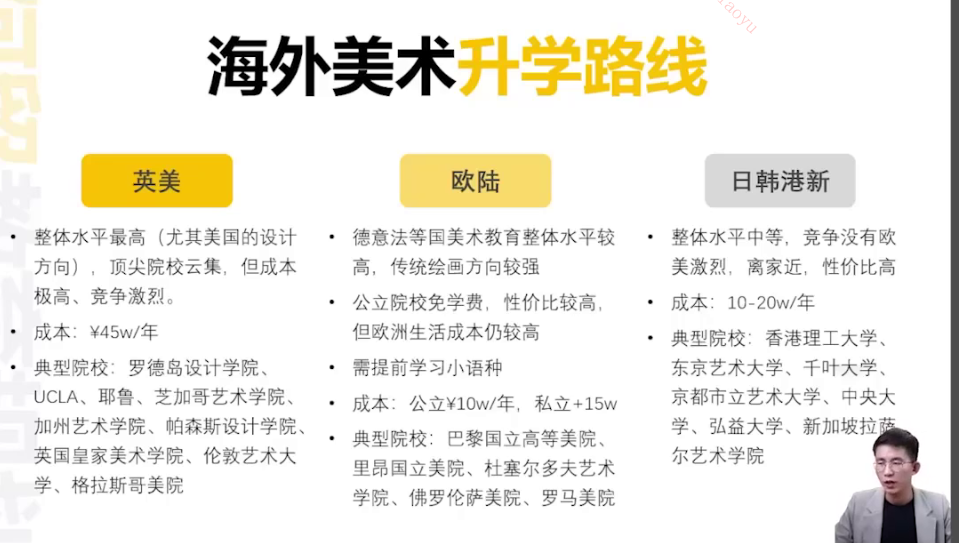 Taoyu
海外美术升学路线
英美
• 整体水平最高（尤其美国的设计
方向），顶尖院校云集，但成本
极高、竞争激烈。
• 成本：¥45w/年
• 典型院校：罗德岛设计学院、
UCLA、耶鲁、芝加哥艺术学院、
加州艺术学院、帕森斯设计学院、
英国皇家美术学院、伦敦艺术大
学、格拉斯哥美院
欧陆
• 德意法等国美术教育整体水平较
高，传统绘画方向较强
• 公立院校免学费，性价比较高，
但欧洲生活成本仍较高
• 需提前学习小语种
• 成本：公立¥10w/年，私立+15w
• 典型院校：巴黎国立高等美院、
里昂国立美院、杜塞尔多夫艺术
学院、佛罗伦萨美院、罗马美院
日韩港新
• 整体水平中等，竞争没有欧
美激烈，离家近，性价比高
• 成本：10-20w/年
• 典型院校：香港理工大学、
东京艺术大学、千叶大学、
京都市立艺术大学、中央大
学、弘益大学、新加坡拉萨
尔艺术学院